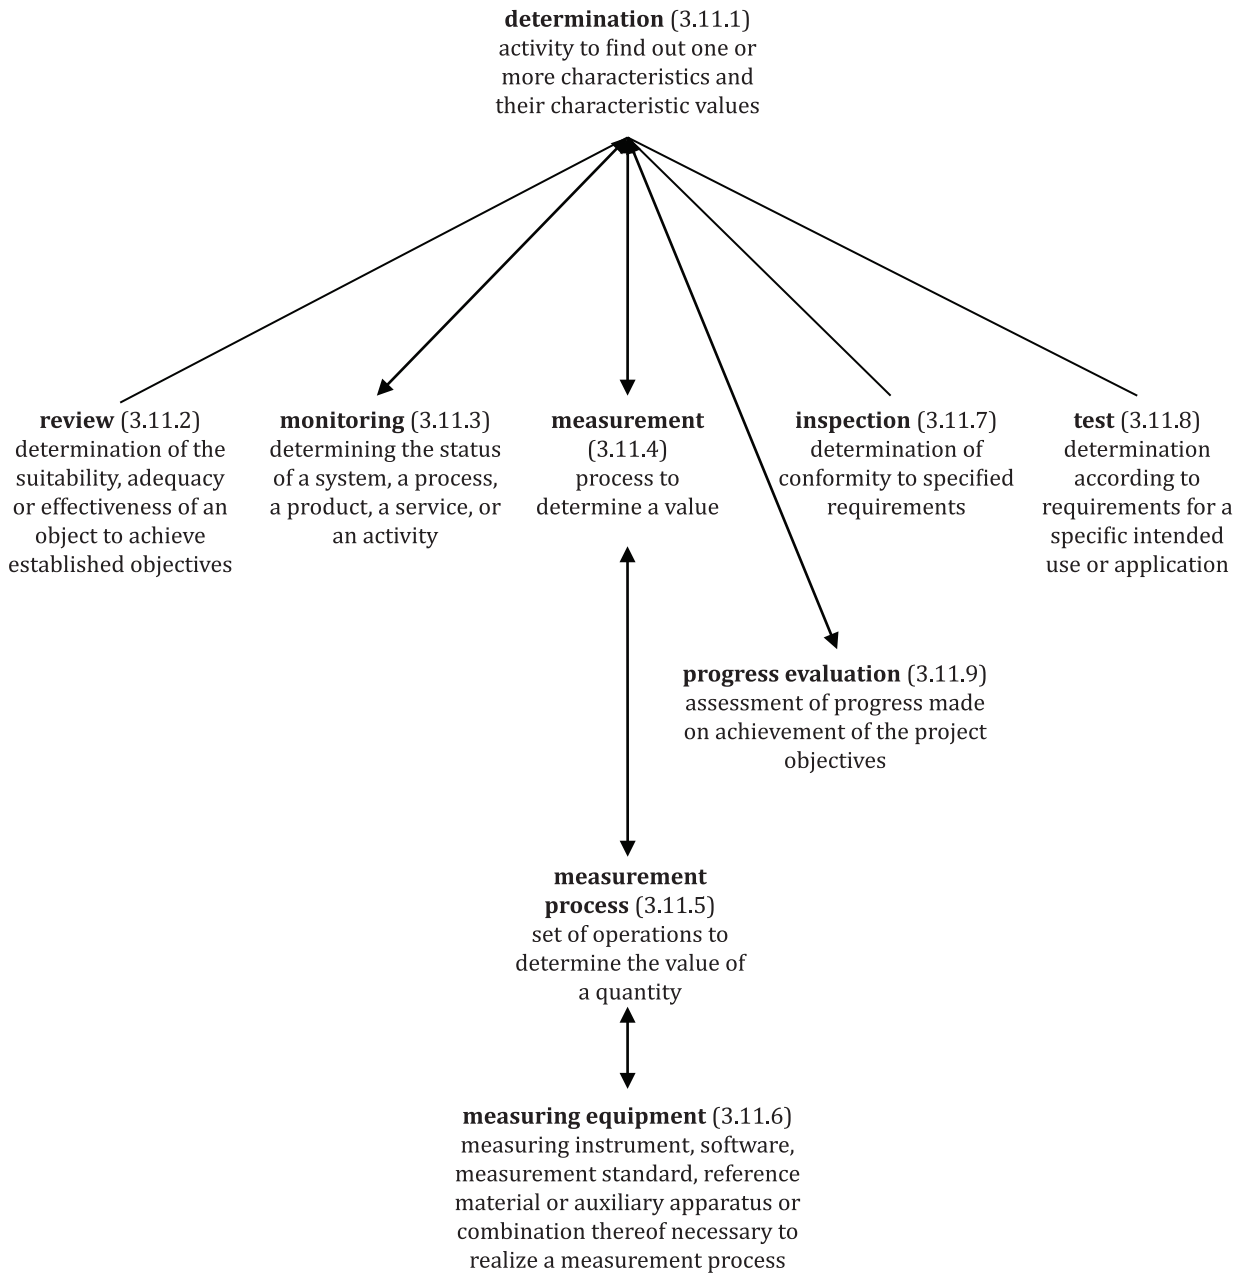 determination (3.11.1)
activity to find out one or
more characteristics and
their characteristic values
review (3.11.2)
determination of the
suitability, adequacy
or effectiveness of an
object to achieve
established objectives
monitoring (3.11.3)
determining the status
of a system, a process,
a product, a service, or
an activity
measurement
(3.11.4)
process to
determine a value
inspection (3.11.7)
determination of
conformity to specified
requirements
test (3.11.8)
determination
according to
requirements for a
specific intended
use or application
progress evaluation (3.11.9)
assessment of progress made
on achievement of the project
objectives
measurement
process (3.11.5)
set of operations to
determine the value of
a quantity
measuring equipment (3.11.6)
measuring instrument, software,
measurement standard, reference
material or auxiliary apparatus or
combination thereof necessary to
realize a measurement process